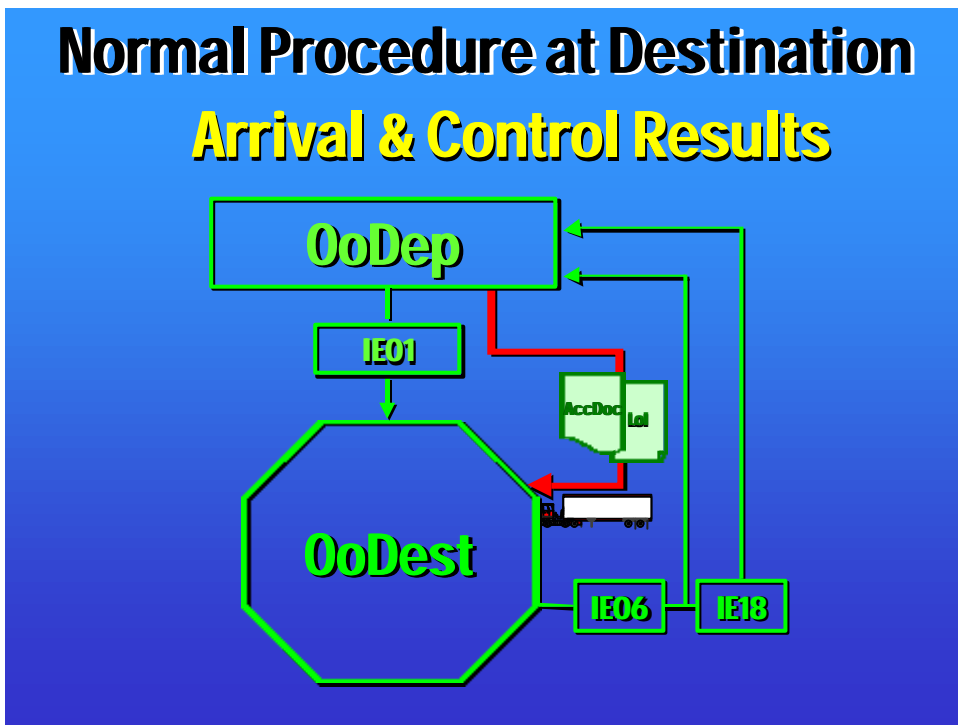 Normal Procedure at Destination
Arrival & Control Results
OoDep
IE01
AccDoc
LoI
OoDest
IE06
IE18